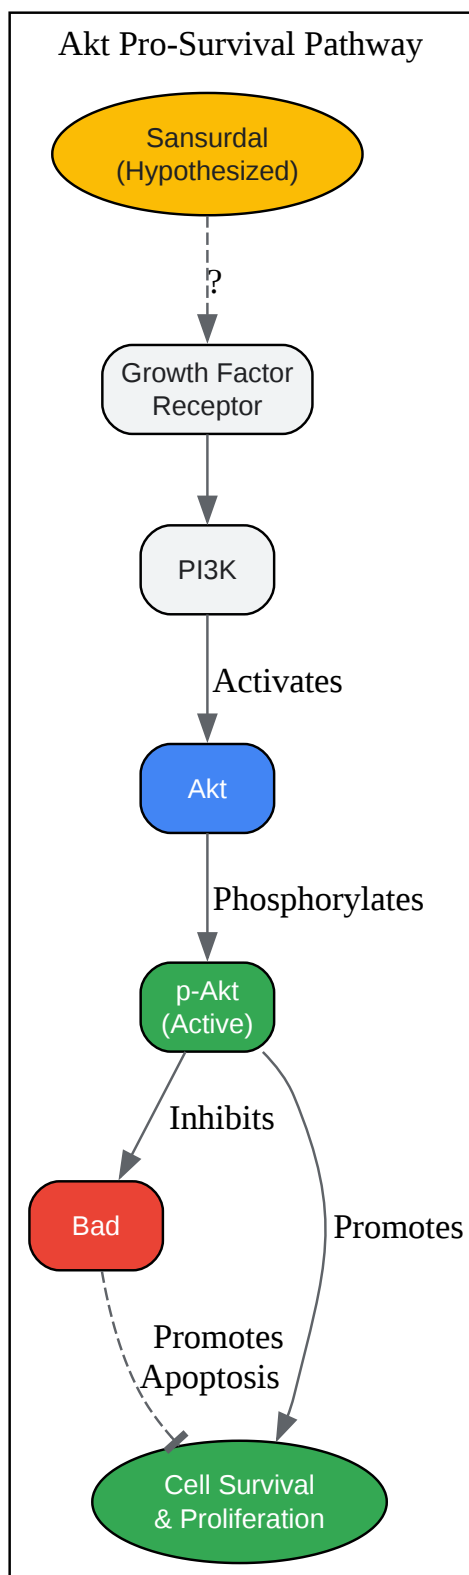 Akt Pro-Survival Pathway
Sansurdal
(Hypothesized)
?
Growth Factor
Receptor
PI3K
Activates
Akt
Phosphorylates
p-Akt
(Active)
Inhibits
Bad
Promotes
Promotes
Apoptosis
Cell Survival
& Proliferation